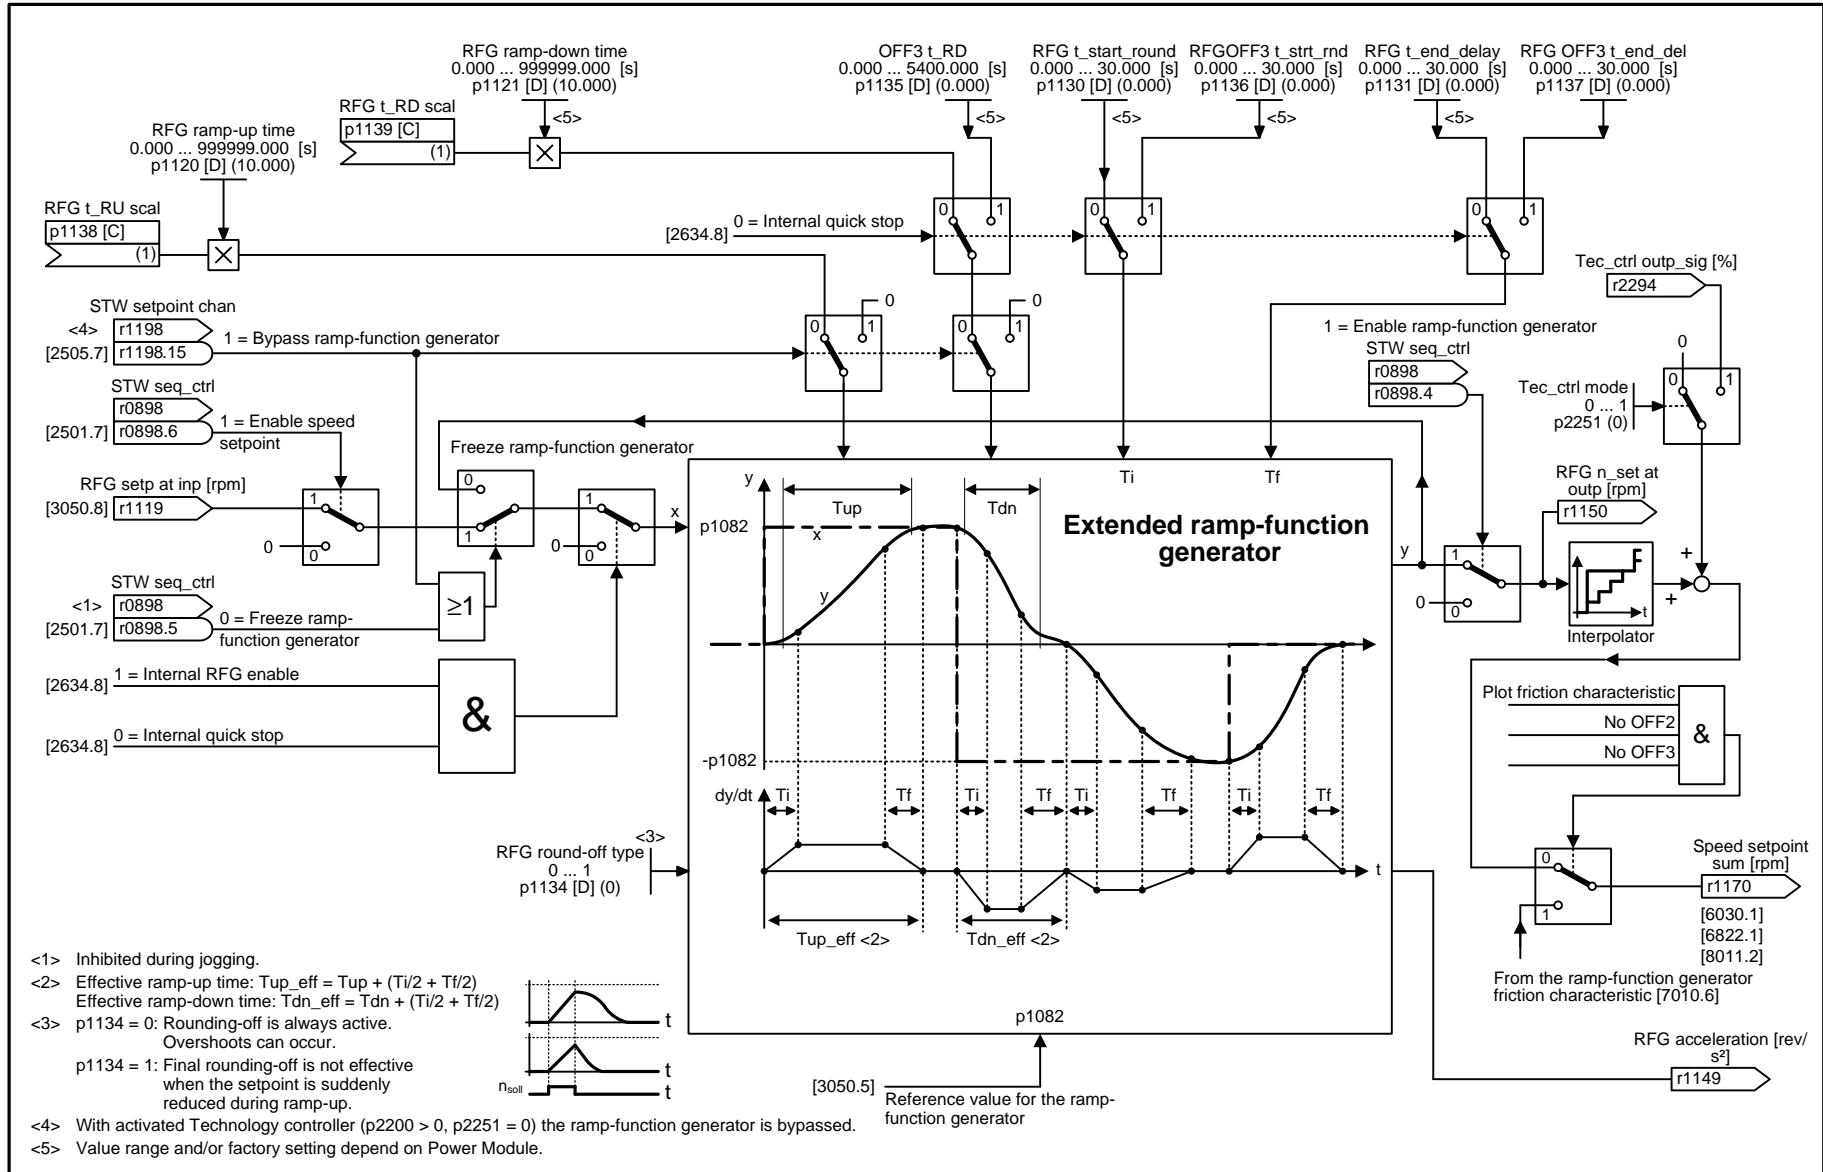 RFG ramp-down time
0.000 ... 999999.000 [s]
p1121 [D] (10.000)
<5>
OFF3 t_RD
0.000 ... 5400.000 [s]
p1135 [D] (0.000)
<5>
RFG t_start_round
0.000 ... 30.000 [s]
p1130 [D] (0.000)
<5>
RFGOFF3 t_strt_rnd
0.000 ... 30.000 [s]
p1136 [D] (0.000)
<5>
RFG t_end_delay
0.000 ... 30.000 [s]
p1131 [D] (0.000)
<5>
RFG OFF3 t_end_del
0.000 ... 30.000 [s]
p1137 [D] (0.000)
RFG t_RD scal
p1139 [C]
(1)
RFG ramp-up time
0.000 ... 999999.000 [s]
p1120 [D] (10.000)
RFG t_RU scal
p1138 [C]
(1)
[2634.8] 0 = Internal quick stop
0 1
0 1
0 1
Tec_ctrl outp_sig [%]
r2294
STW setpoint chan
<4> r1198
[2505.7] r1198.15 1 = Bypass ramp-function generator
0 1 0
0 1 0
1 = Enable ramp-function generator
STW seq_ctrl
r0898
r0898.4
0
0 1
Tec_ctrl mode
0 ... 1
p2251 (0)
STW seq_ctrl
r0898
[2501.7] r0898.6
1 = Enable speed
setpoint
Freeze ramp-function generator
RFG setp at inp [rpm]
[3050.8] r1119
1
0 0
0
1
1
0 0
x
STW seq_ctrl
<1> r0898
[2501.7] r0898.5
0 = Freeze ramp-
function generator
≥1
[2634.8] 1 = Internal RFG enable
[2634.8] 0 = Internal quick stop
&
Ti
Tf
y
Tup
Tdn
p1082
x
y
Extended ramp-function
generator
-p1082
dy/dt
Ti Tf Ti Tf Ti Tf Ti Tf
t
Tup_eff <2>
Tdn_eff <2>
p1082
<3>
RFG round-off type
0 ... 1
p1134 [D] (0)
y
1
0 0
RFG n_set at
outp [rpm]
r1150
t
Interpolator
+
+
Plot friction characteristic
No OFF2
No OFF3
&
0
1
Speed setpoint
sum [rpm]
r1170
[6030.1]
[6822.1]
[8011.2]
From the ramp-function generator
friction characteristic [7010.6]
RFG acceleration [rev/
s²]
r1149
[3050.5]
Reference value for the ramp-
function generator
<1> Inhibited during jogging.
<2> Effective ramp-up time: Tup_eff = Tup + (Ti/2 + Tf/2)
Effective ramp-down time: Tdn_eff = Tdn + (Ti/2 + Tf/2)
<3> p1134 = 0: Rounding-off is always active.
Overshoots can occur.
p1134 = 1: Final rounding-off is not effective
when the setpoint is suddenly
reduced during ramp-up.
t
t
nsoll t
<4> With activated Technology controller (p2200 > 0, p2251 = 0) the ramp-function generator is bypassed.
<5> Value range and/or factory setting depend on Power Module.